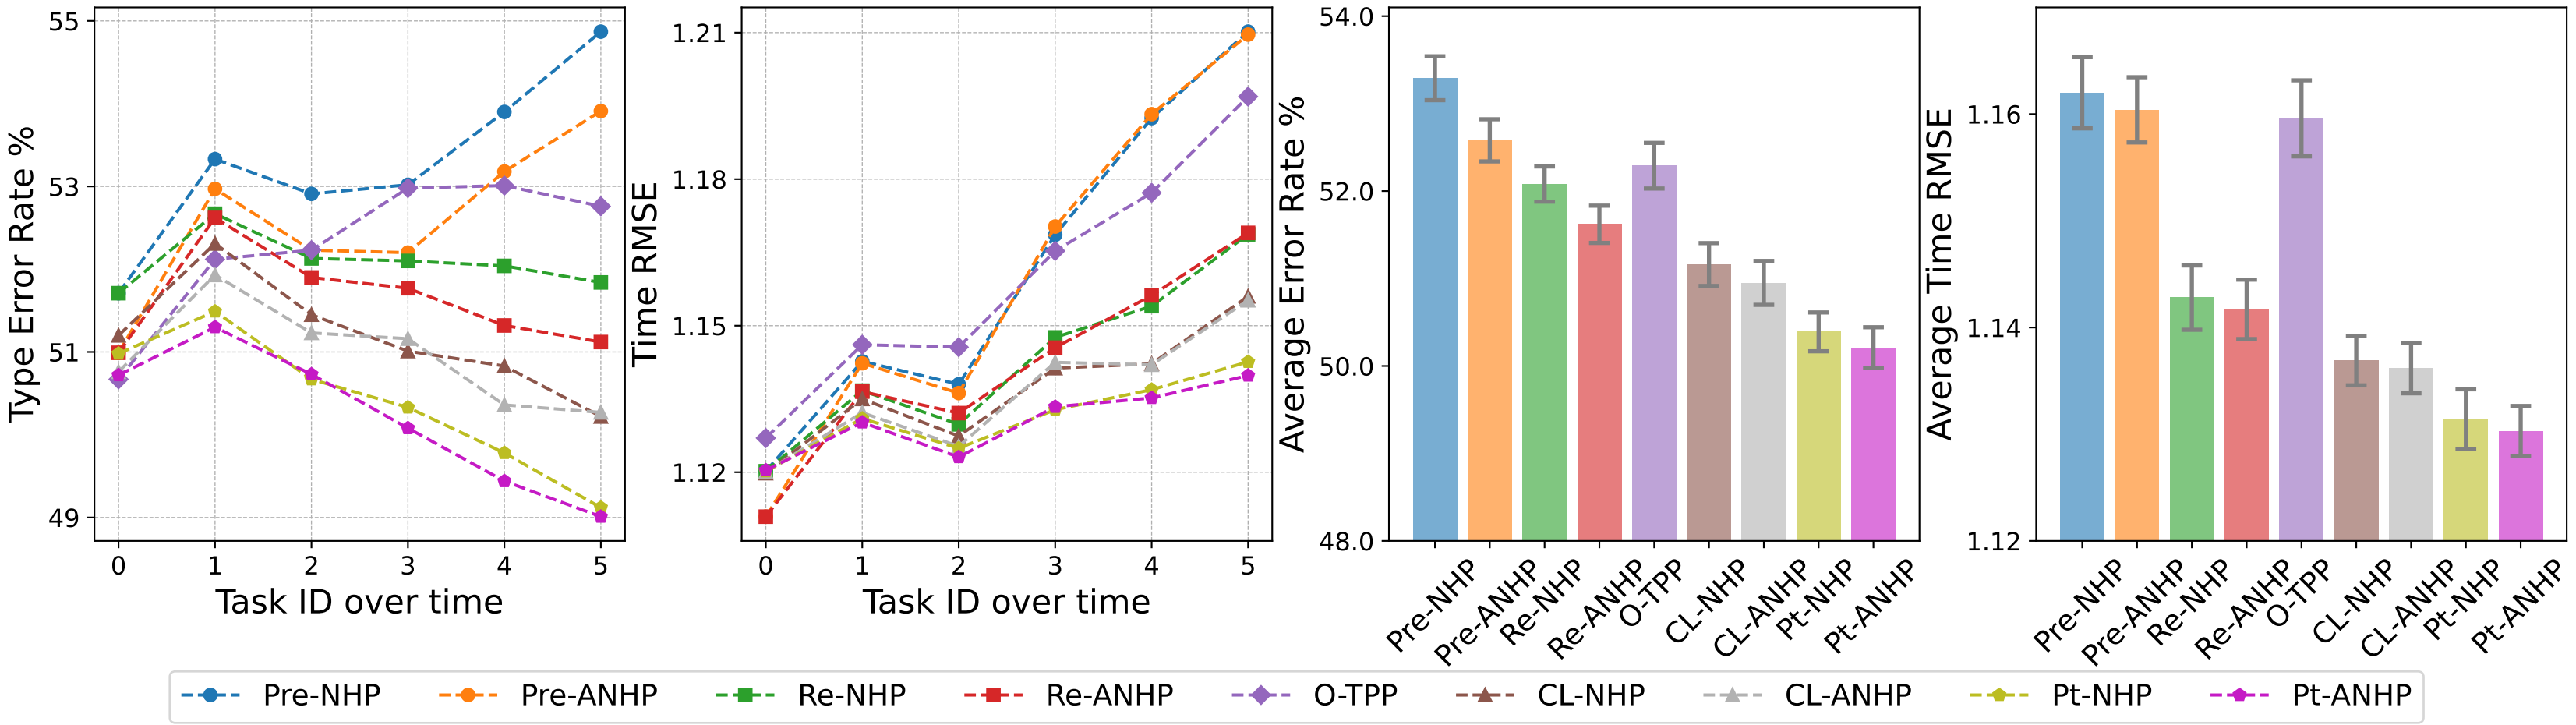 Type Error Rate %
55
53
51
49
0 1 2 3 4 5
Task ID over time
Time RMSE
1.21
1.18
1.15
1.12
0 1 2 3 4 5
Task ID over time
Average Error Rate %
54.0
52.0
50.0
48.0
Pre-NHP
Pre-ANHP
Re-NHP
Re-ANHP
O-TPP
CL-NHP
CL-ANHP
Pt-NHP
Pt-ANHP
Average Time RMSE
1.16
1.14
1.12
Pre-NHP
Pre-ANHP
Re-NHP
Re-ANHP
O-TPP
CL-NHP
CL-ANHP
Pt-NHP
Pt-ANHP
Pre-NHP Pre-ANHP Re-NHP Re-ANHP O-TPP CL-NHP CL-ANHP Pt-NHP Pt-ANHP